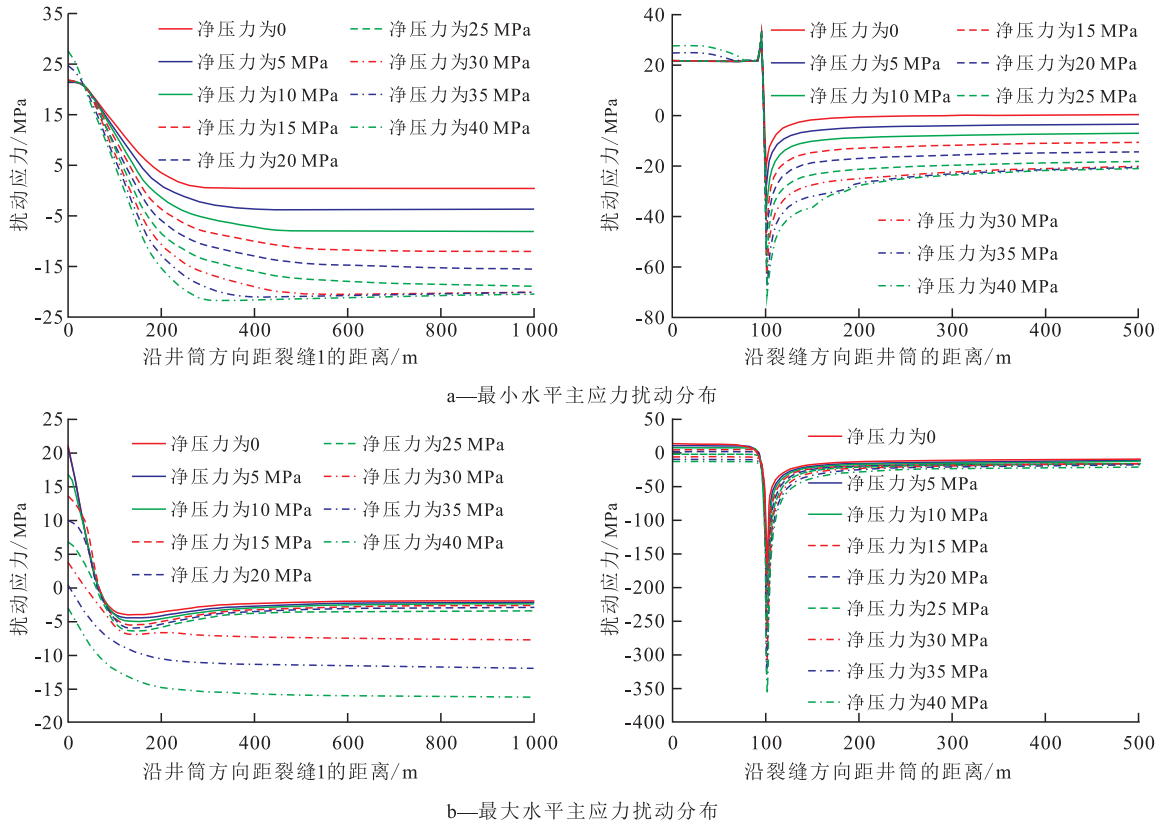 35
25
15
5
-5
-15
-25
扰动应力/MPa
净压力为0
净压力为5 MPa
净压力为10 MPa
净压力为15 MPa
净压力为20 MPa
净压力为25 MPa
净压力为30 MPa
净压力为35 MPa
净压力为40 MPa
0 200 400 600 800 1 000
沿井筒方向距裂缝1的距离/m
40
20
0
-20
-40
-60
-80
扰动应力/MPa
净压力为0
净压力为5 MPa
净压力为10 MPa
净压力为15 MPa
净压力为20 MPa
净压力为25 MPa
净压力为30 MPa
净压力为35 MPa
净压力为40 MPa
0 100 200 300 400 500
沿裂缝方向距井筒的距离/m
a—最小水平主应力扰动分布
25
20
15
10
5
0
-5
-10
-15
-20
扰动应力/MPa
净压力为0
净压力为5 MPa
净压力为10 MPa
净压力为15 MPa
净压力为20 MPa
净压力为25 MPa
净压力为30 MPa
净压力为35 MPa
净压力为40 MPa
0 200 400 600 800 1 000
沿井筒方向距裂缝1的距离/m
50
0
-50
-100
-150
-200
-250
-300
-350
-400
扰动应力/MPa
净压力为0
净压力为5 MPa
净压力为10 MPa
净压力为15 MPa
净压力为20 MPa
净压力为25 MPa
净压力为30 MPa
净压力为35 MPa
净压力为40 MPa
0 100 200 300 400 500
沿裂缝方向距井筒的距离/m
b—最大水平主应力扰动分布